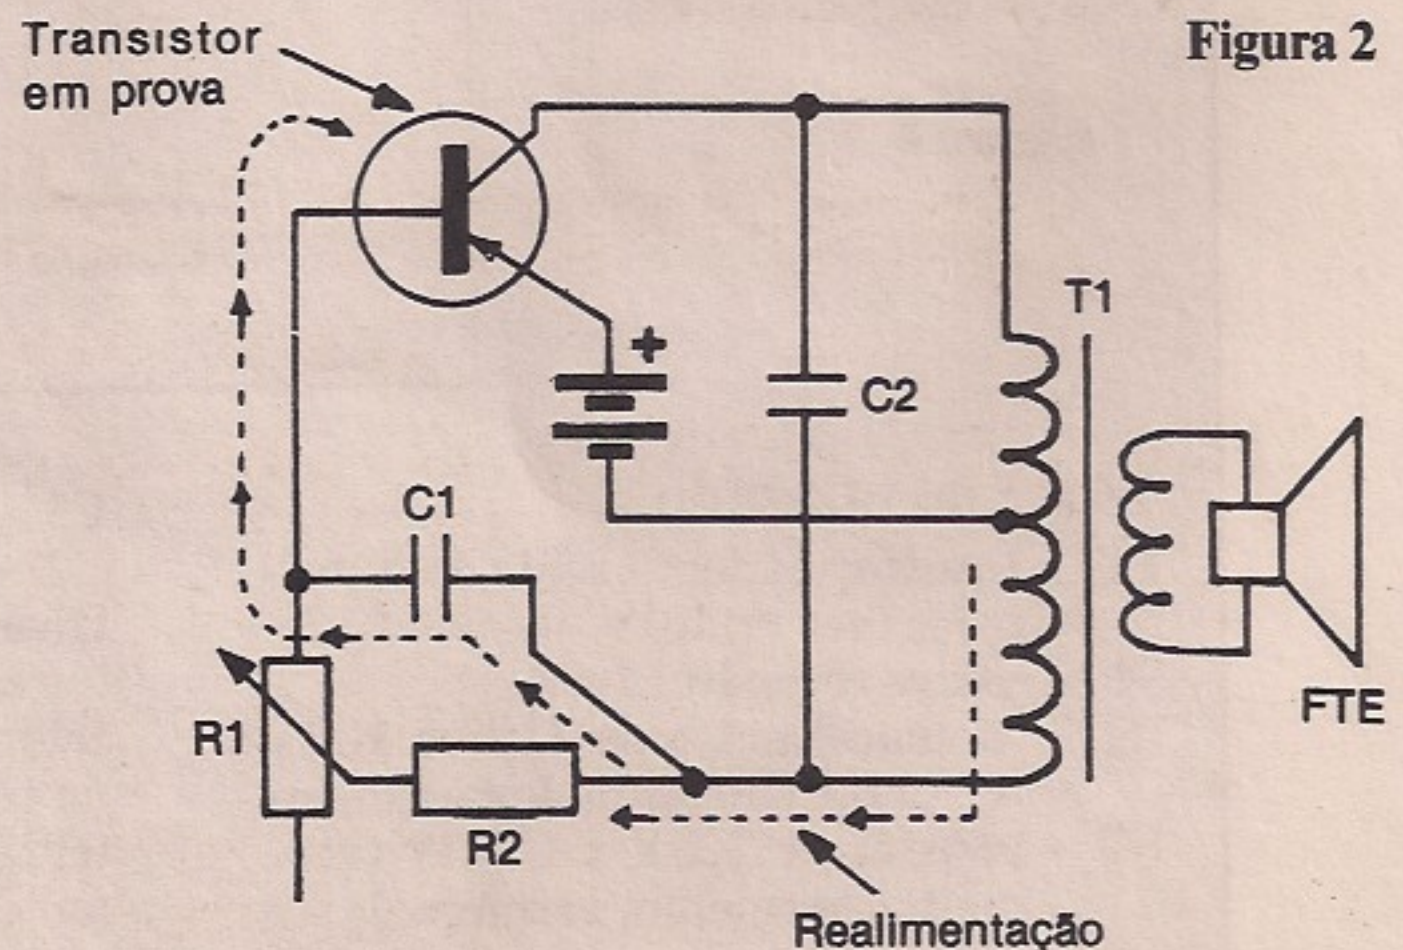 Figura 2
Transistor
em prova
T1
+
C2
C1
R1
R2
FTE
Realimentação